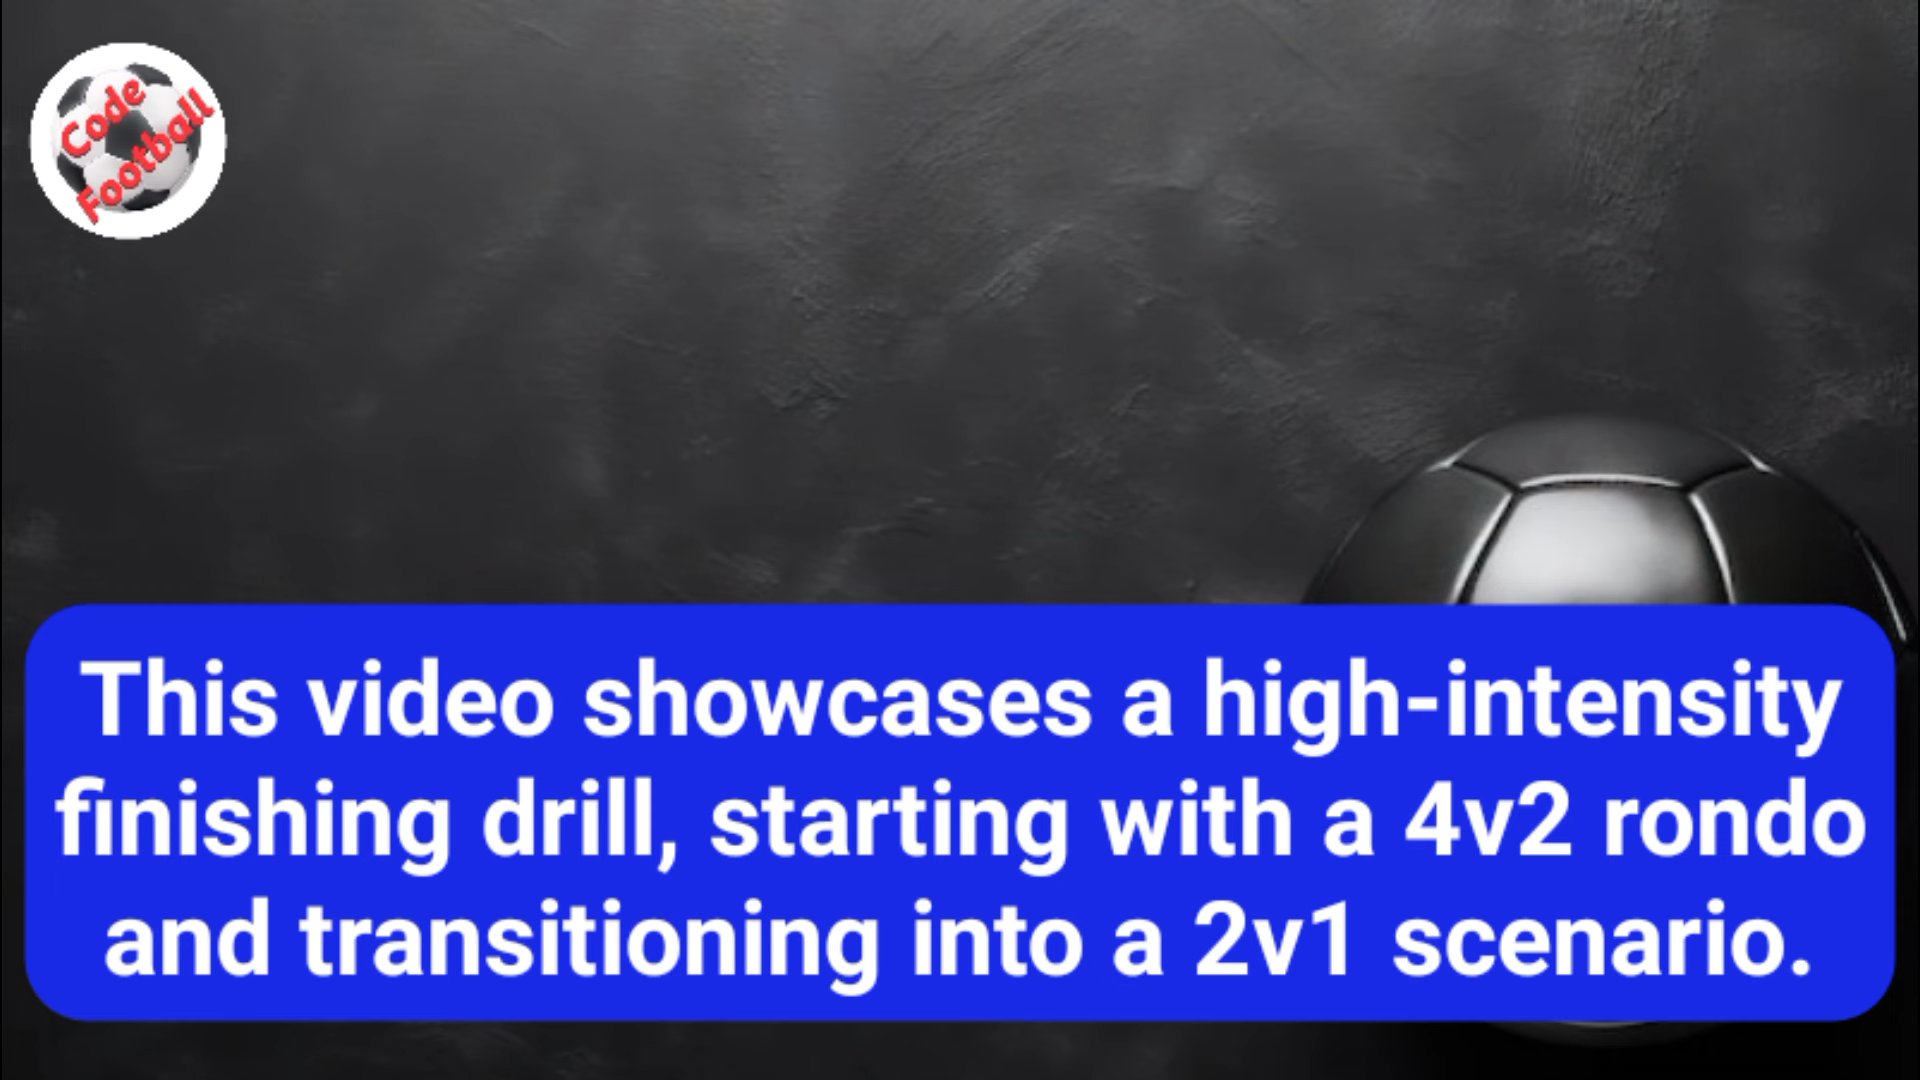 Code
Football
This video showcases a high-intensity
finishing drill, starting with a 4v2 rondo
and transitioning into a 2v1 scenario.